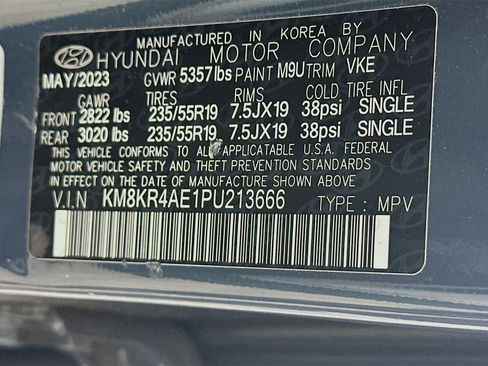 MANUFACTURED IN KOREA BY
HYUNDAI MOTOR COMPANY
MAY/2023 GVWR 5357 lbs PAINT M9U TRIM VKE
GAWR TIRES RIMS COLD TIRE INFL
FRONT 2822 lbs 235/55R19 7.5JX19 38psi SINGLE
REAR 3020 lbs 235/55R19 7.5JX19 38psi SINGLE
THIS VEHICLE CONFORMS TO ALL APPLICABLE U.S.A. FEDERAL
MOTOR VEHICLE SAFETY AND THEFT PREVENTION STANDARDS
IN EFFECT ON THE DATE OF MANUFACTURE SHOWN ABOVE.
V.I.N KM8KR4AE1PU213666 TYPE : MPV